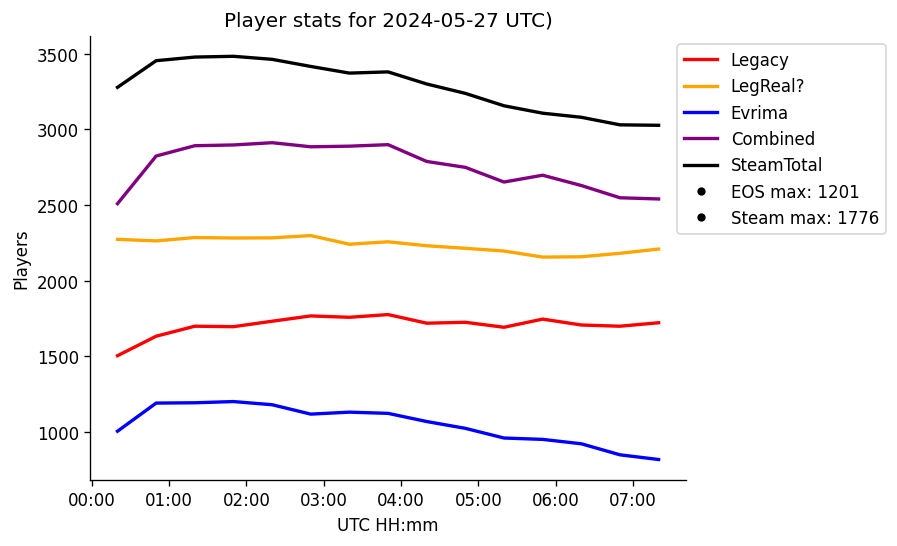 Player stats for 2024-05-27 UTC)
Legacy
LegReal?
Evrima
Combined
SteamTotal
EOS max: 1201
Steam max: 1776
3500
3000
2500
2000
1500
1000
Players
00:00 01:00 02:00 03:00 04:00 05:00 06:00 07:00
UTC HH:mm